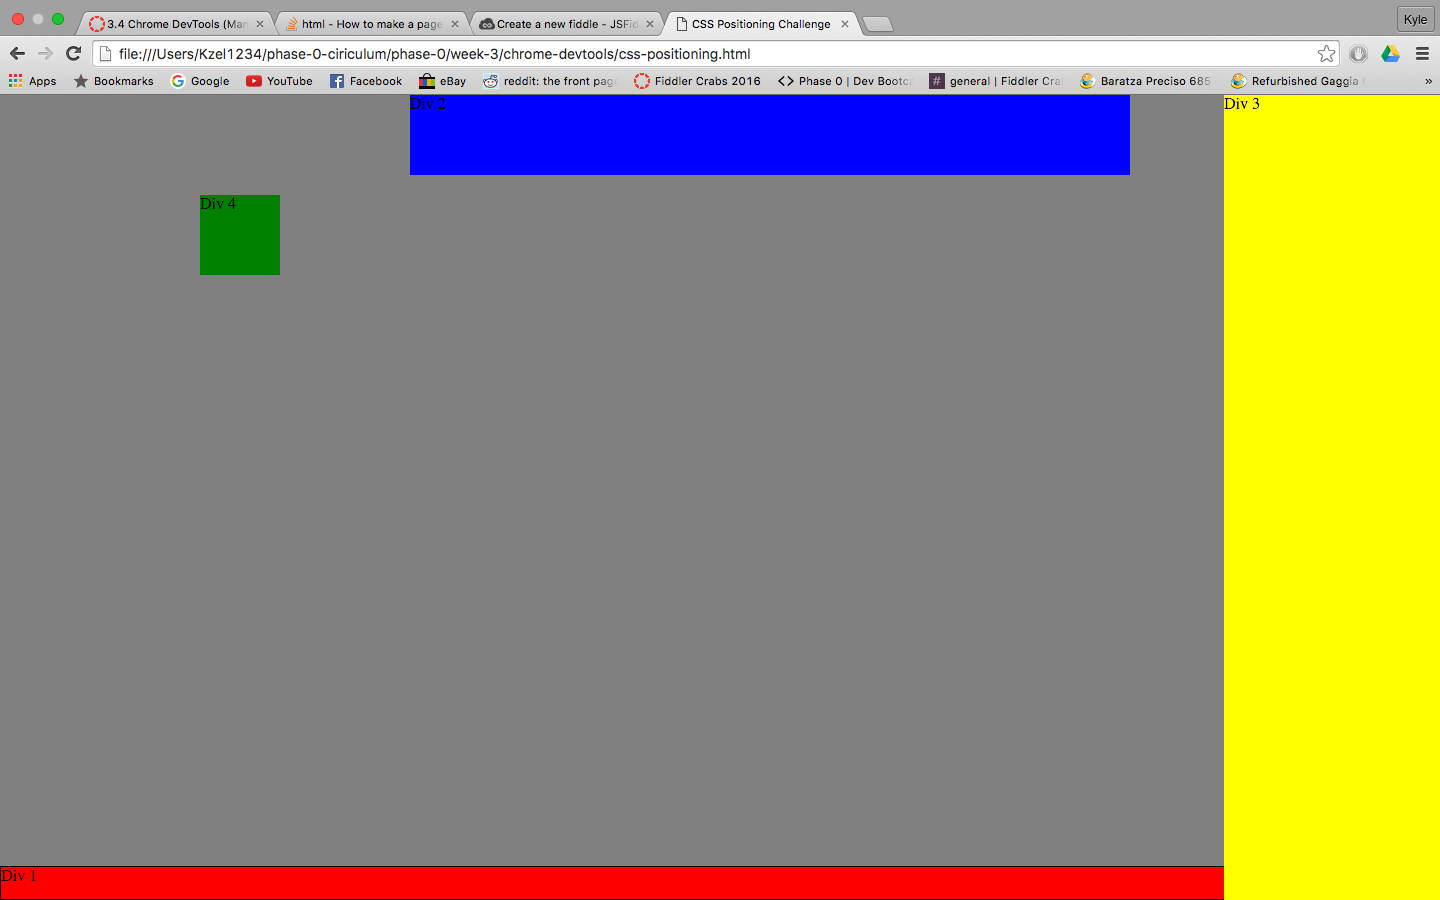 3.4 Chrome DevTools (Man
html - How to make a page
Create a new fiddle - JSFid
CSS Positioning Challenge
Kyle
file:///Users/Kzel1234/phase-0-ciriculum/phase-0/week-3/chrome-devtools/css-positioning.html
Apps Bookmarks Google YouTube Facebook eBay reddit: the front page Fiddler Crabs 2016 Phase 0 | Dev Bootca general | Fiddler Cra Baratza Preciso 685 Refurbished Gaggia »
Div 2
Div 3
Div 4
Div 1